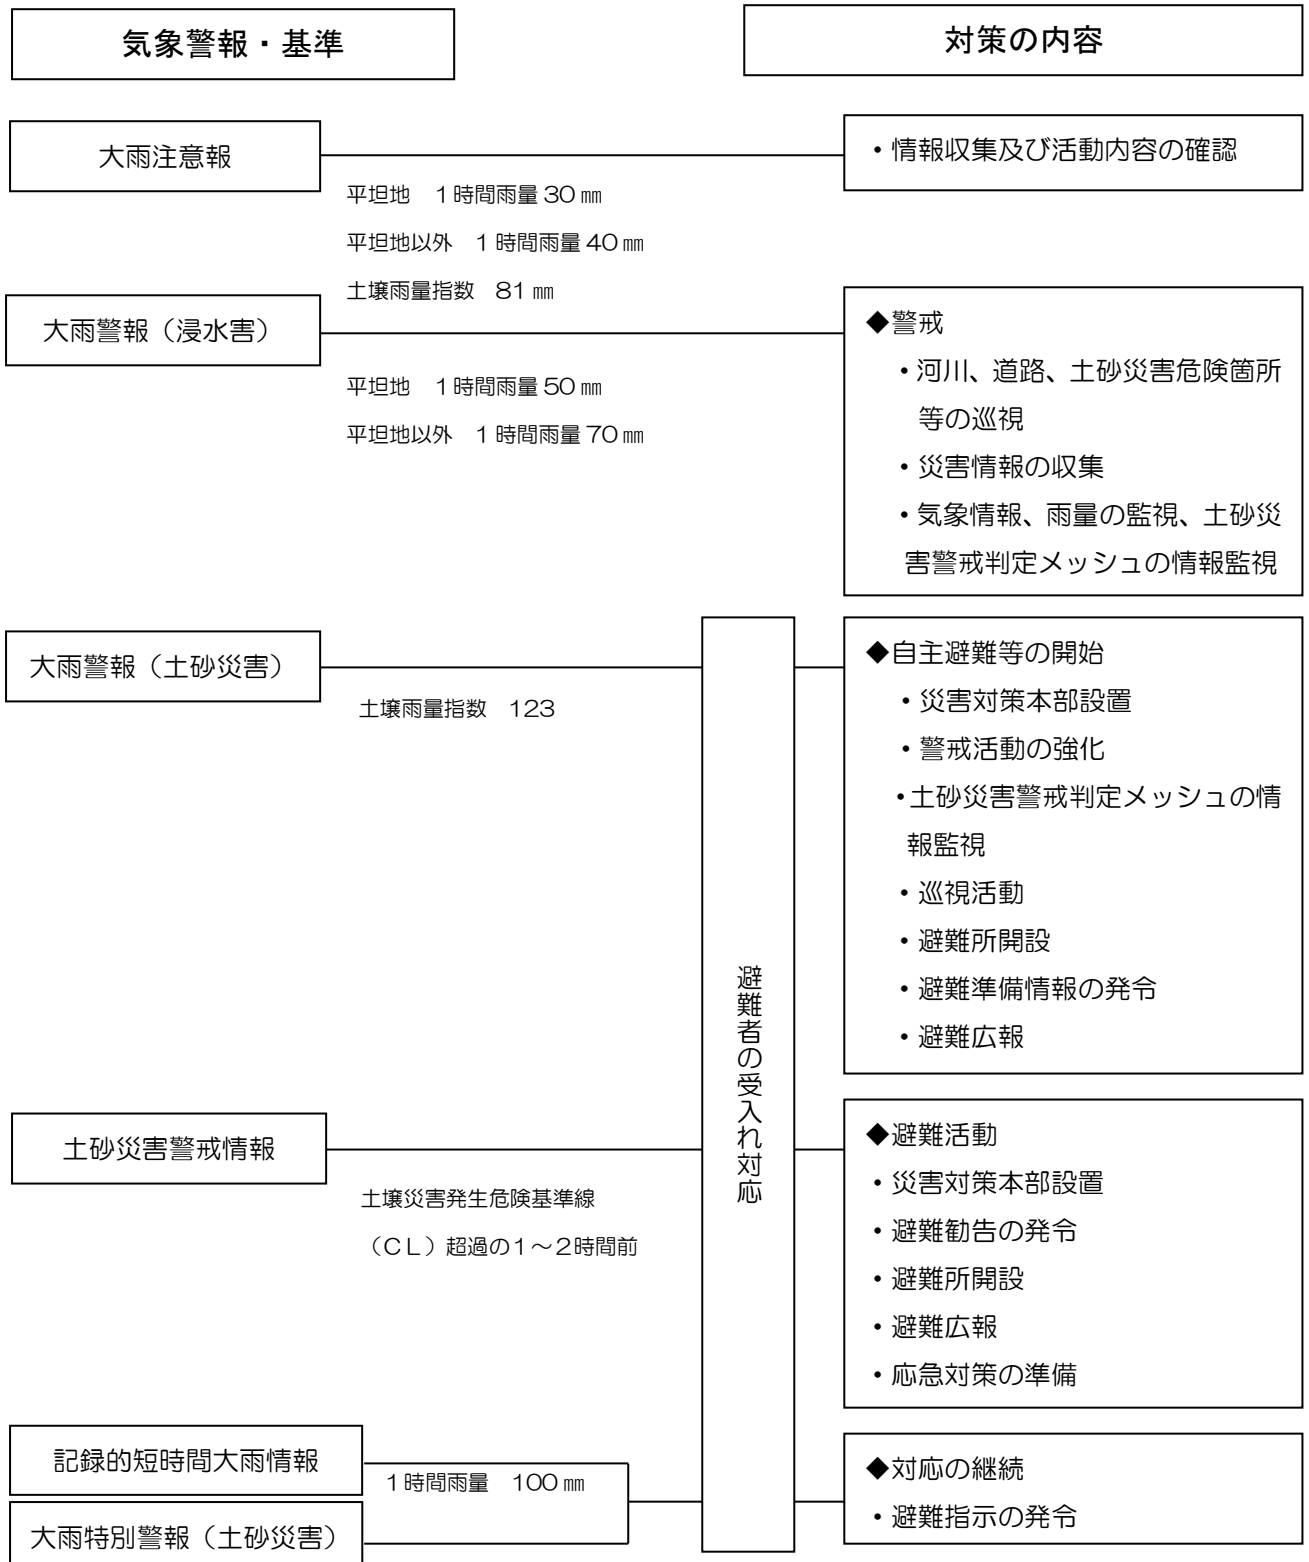 気象警報・基準
対策の内容
大雨注意報
・情報収集及び活動内容の確認
平坦地　1時間雨量 30 ㎜
平坦地以外　1 時間雨量 40 ㎜
土壌雨量指数　81 ㎜
大雨警報（浸水害）
平坦地　1時間雨量 50 ㎜
平坦地以外　1 時間雨量 70 ㎜
◆警戒
・河川、道路、土砂災害危険箇所
等の巡視
・災害情報の収集
・気象情報、雨量の監視、土砂災
害警戒判定メッシュの情報監視
大雨警報（土砂災害）
土壌雨量指数　123
◆自主避難等の開始
・災害対策本部設置
・警戒活動の強化
・土砂災害警戒判定メッシュの情
報監視
・巡視活動
・避難所開設
・避難準備情報の発令
・避難広報
避難者の受入れ対応
土砂災害警戒情報
土壌災害発生危険基準線
（ＣＬ）超過の１～２時間前
◆避難活動
・災害対策本部設置
・避難勧告の発令
・避難所開設
・避難広報
・応急対策の準備
記録的短時間大雨情報
1時間雨量　100 ㎜
大雨特別警報（土砂災害）
◆対応の継続
・避難指示の発令